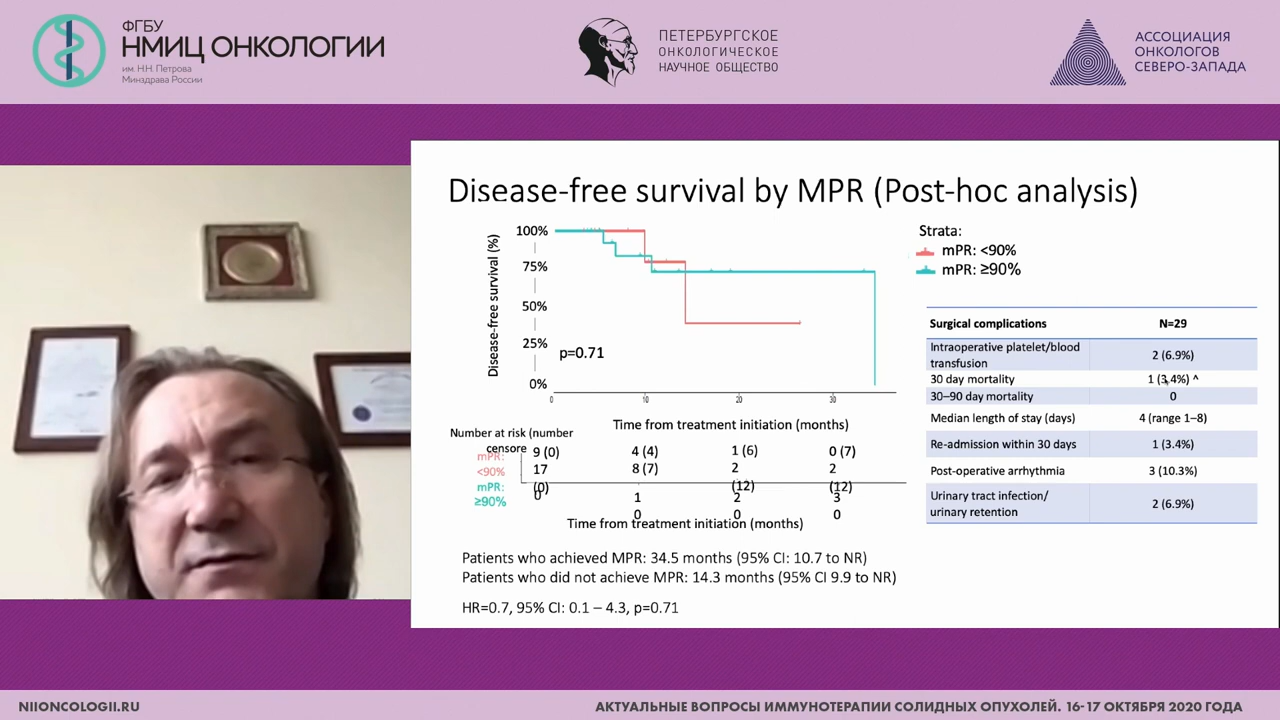 ФГБУ
НМИЦ ОНКОЛОГИИ
им. Н.Н. Петрова
Минздрава России
ПЕТЕРБУРГСКОЕ
ОНКОЛОГИЧЕСКОЕ
НАУЧНОЕ ОБЩЕСТВО
АССОЦИАЦИЯ
ОНКОЛОГОВ
СЕВЕРО-ЗАПАДА
Disease-free survival by MPR (Post-hoc analysis)
Disease-free survival (%)
100%
75%
50%
25%
0%
p=0.71
0 10 20 30
Time from treatment initiation (months)
Strata:
mPR: <90%
mPR: ≥90%
Number at risk (number
censore
mPR:
<90%
mPR:
≥90%
9 (0) 4 (4) 1 (6) 0 (7)
17 8 (7) 2 2
(0) (12) (12)
0 1 2 3
0 0 0
Time from treatment initiation (months)
Surgical complications N=29
Intraoperative platelet/blood
transfusion 2 (6.9%)
30 day mortality 1 (3.4%) ^
30–90 day mortality 0
Median length of stay (days) 4 (range 1–8)
Re-admission within 30 days 1 (3.4%)
Post-operative arrhythmia 3 (10.3%)
Urinary tract infection/
urinary retention 2 (6.9%)
Patients who achieved MPR: 34.5 months (95% CI: 10.7 to NR)
Patients who did not achieve MPR: 14.3 months (95% CI 9.9 to NR)
HR=0.7, 95% CI: 0.1 – 4.3, p=0.71
NIIONCOLOGII.RU
АКТУАЛЬНЫЕ ВОПРОСЫ ИММУНОТЕРАПИИ СОЛИДНЫХ ОПУХОЛЕЙ. 16-17 ОКТЯБРЯ 2020 ГОДА